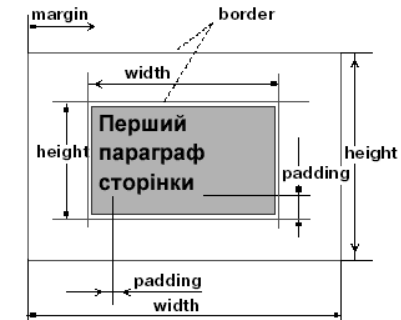 margin
border
width
Перший
параграф
сторінки
height
height
padding
padding
width